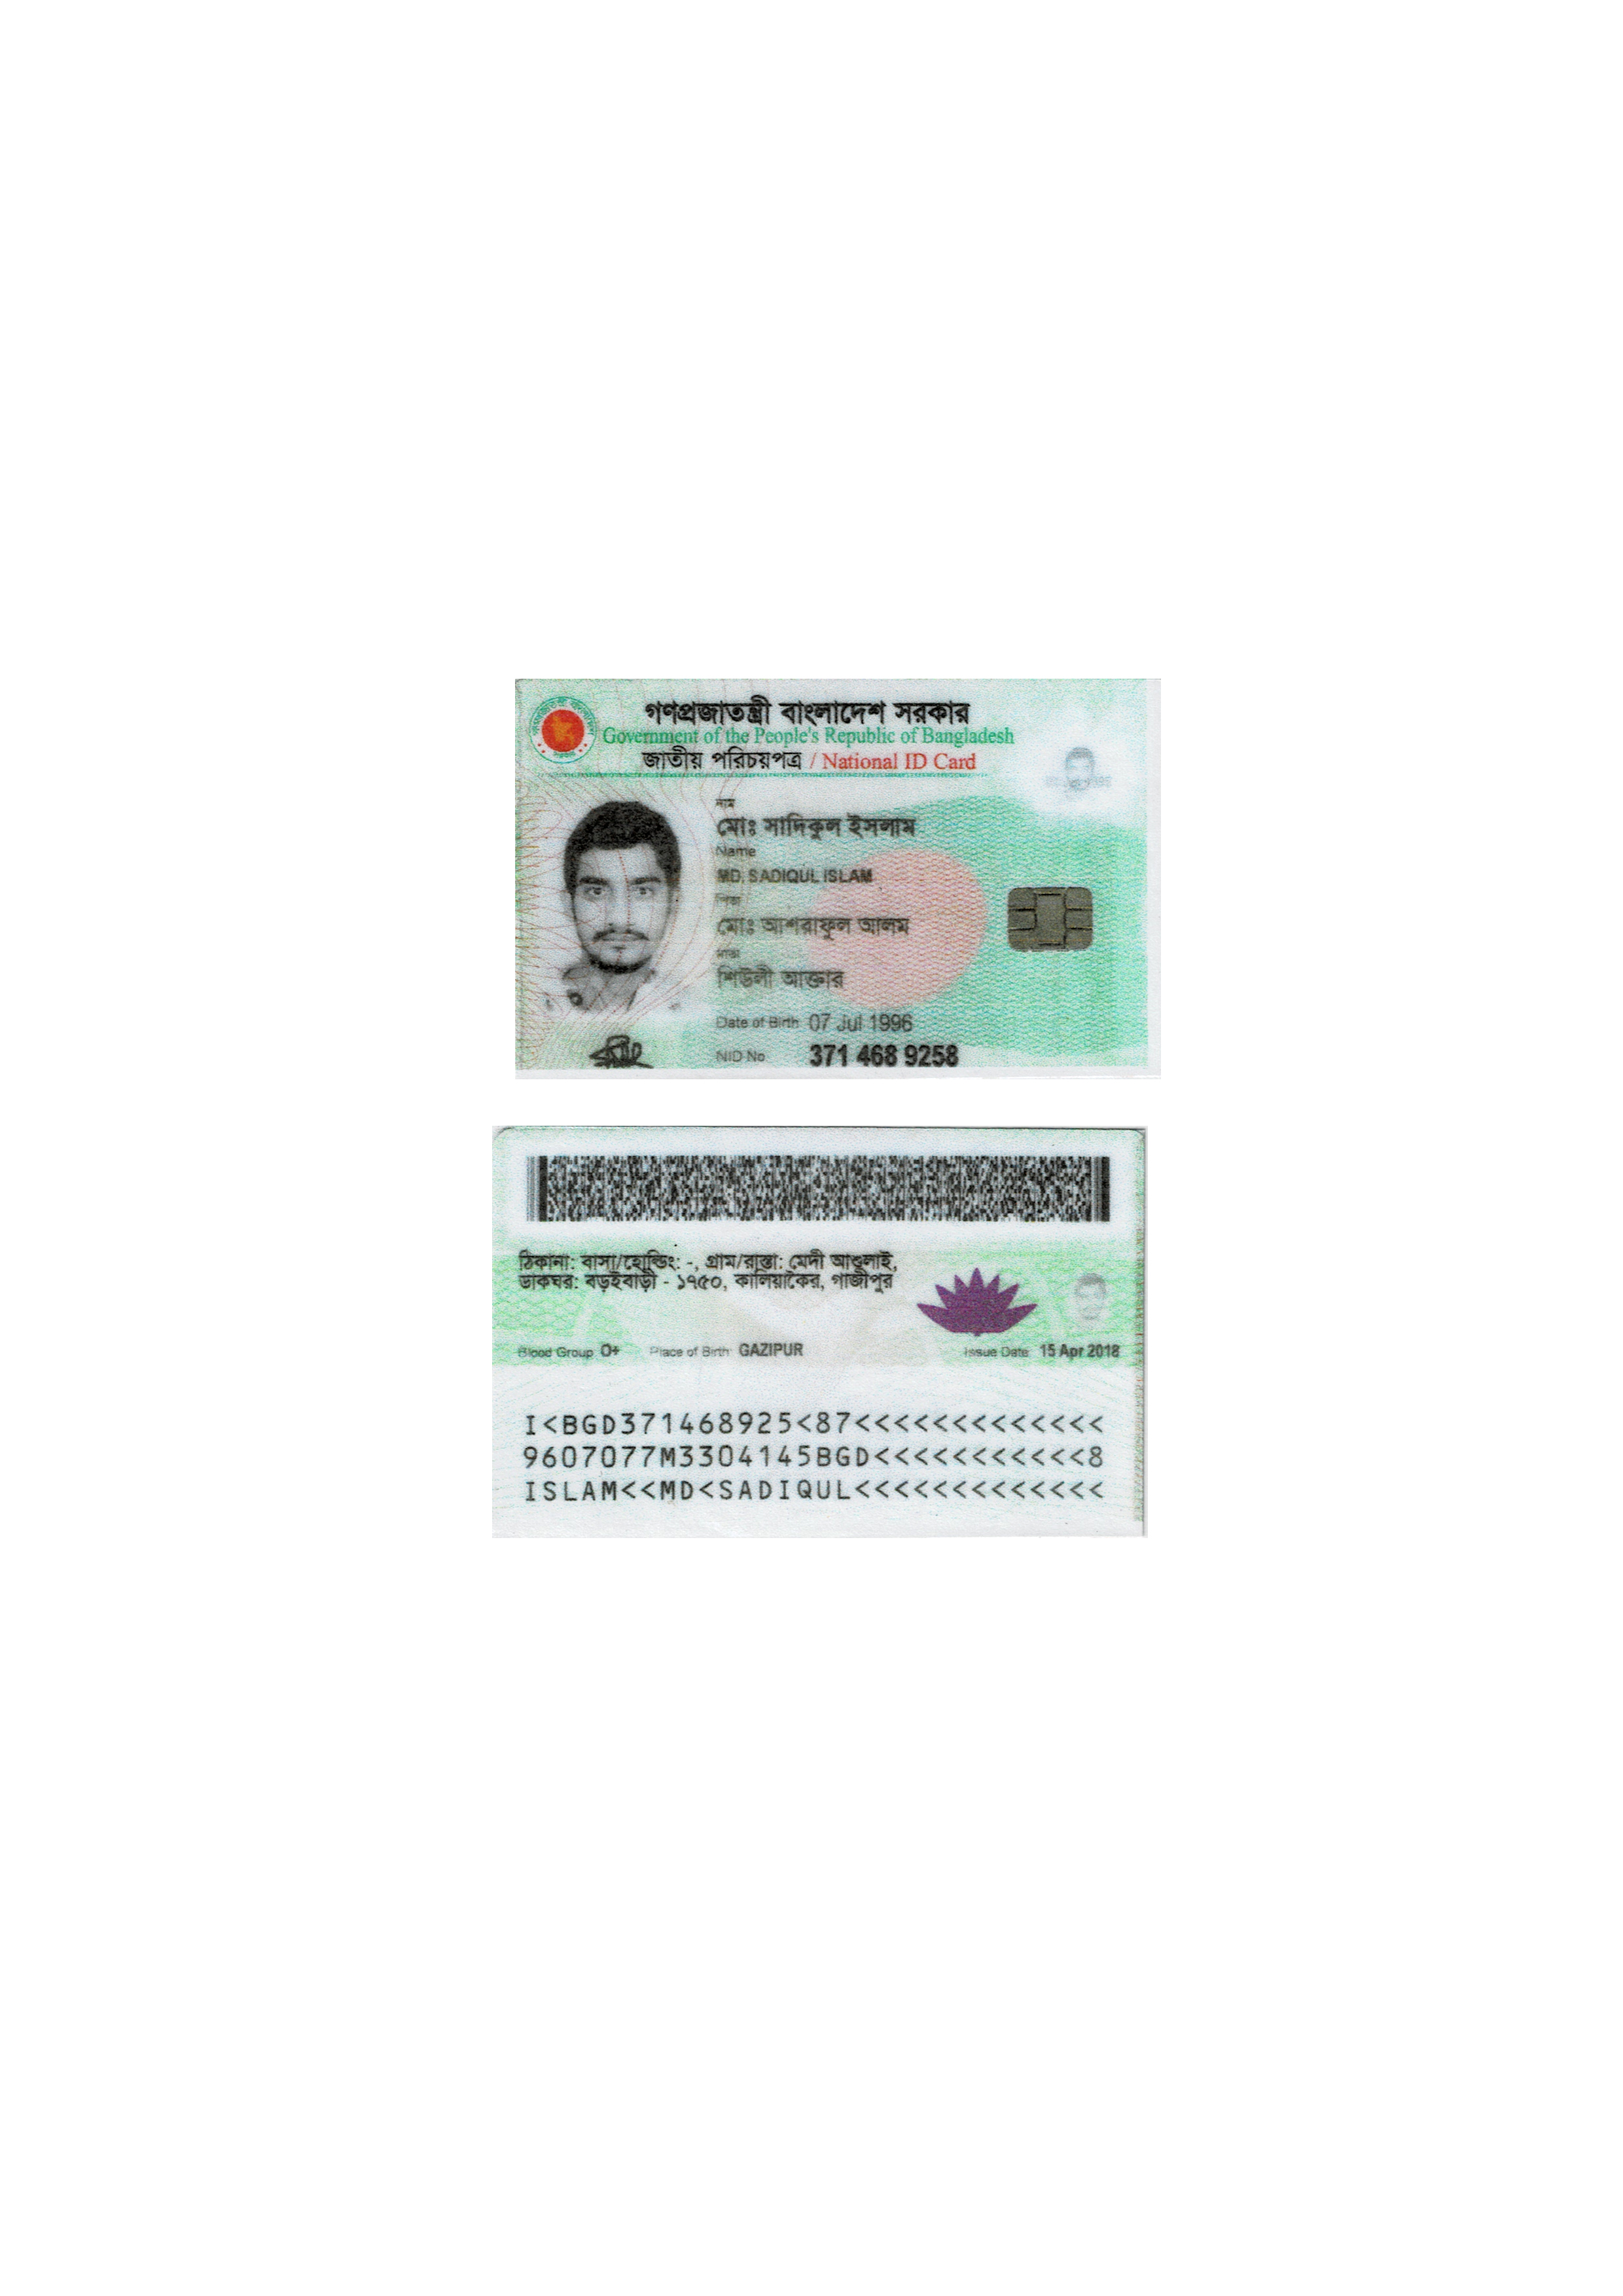 গণপ্রজাতন্ত্রী বাংলাদেশ সরকার
Government of the People's Republic of Bangladesh
জাতীয় পরিচয়পত্র / National ID Card
নাম
মোঃ সাদিকুল ইসলাম
Name
MD. SADIQUL ISLAM
পিতা
মোঃ আশরাফুল আলম
মাতা
শিউলী আক্তার
Date of Birth 07 Jul 1996
NID No 371 468 9258
ঠিকানা: বাসা/হোল্ডিং: -, গ্রাম/রাস্তা: মেদী আশুলাই,
ডাকঘর: বড়ইবাড়ী - ১৭৫০, কালিয়াকৈর, গাজীপুর
Blood Group O+ Place of Birth GAZIPUR Issue Date 15 Apr 2018
I<BGD371468925<87<<<<<<<<<<<<<
9607077M3304145BGD<<<<<<<<<<<8
ISLAM<<MD<SADIQUL<<<<<<<<<<<<<